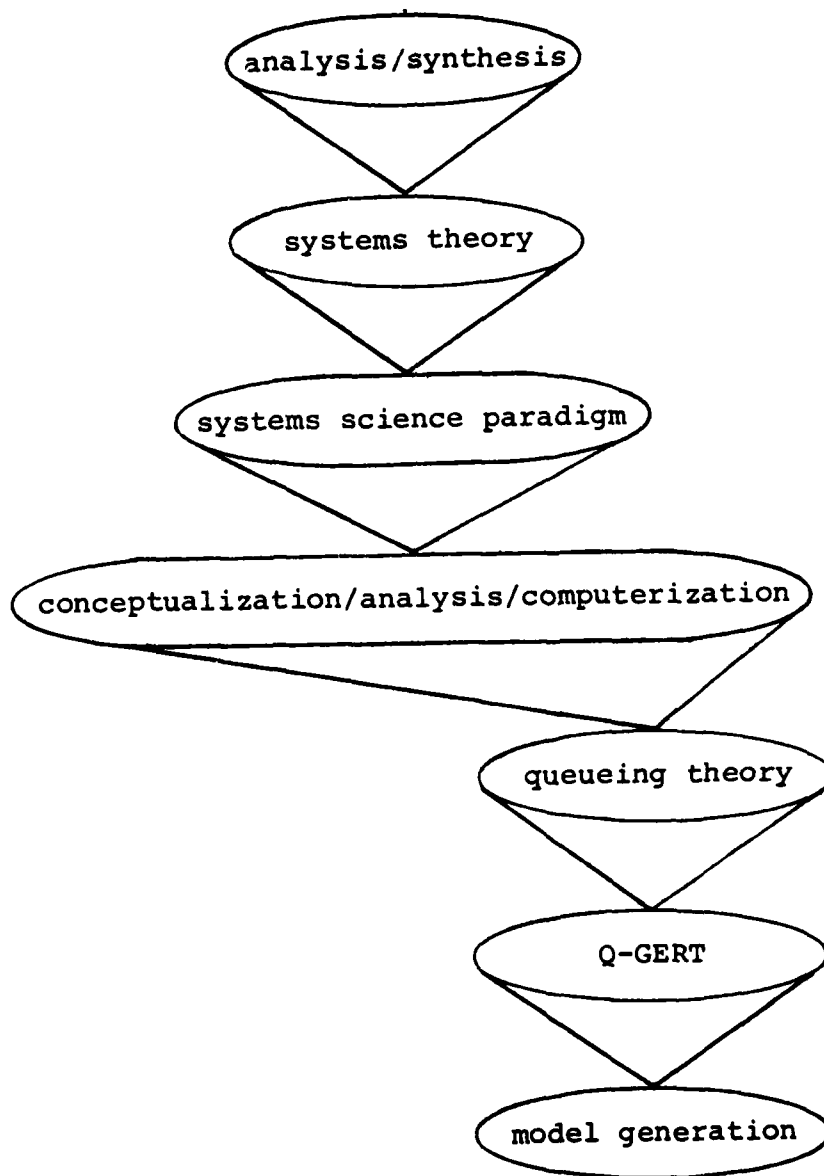 analysis/synthesis
systems theory
systems science paradigm
conceptualization/analysis/computerization
queueing theory
Q-GERT
model generation